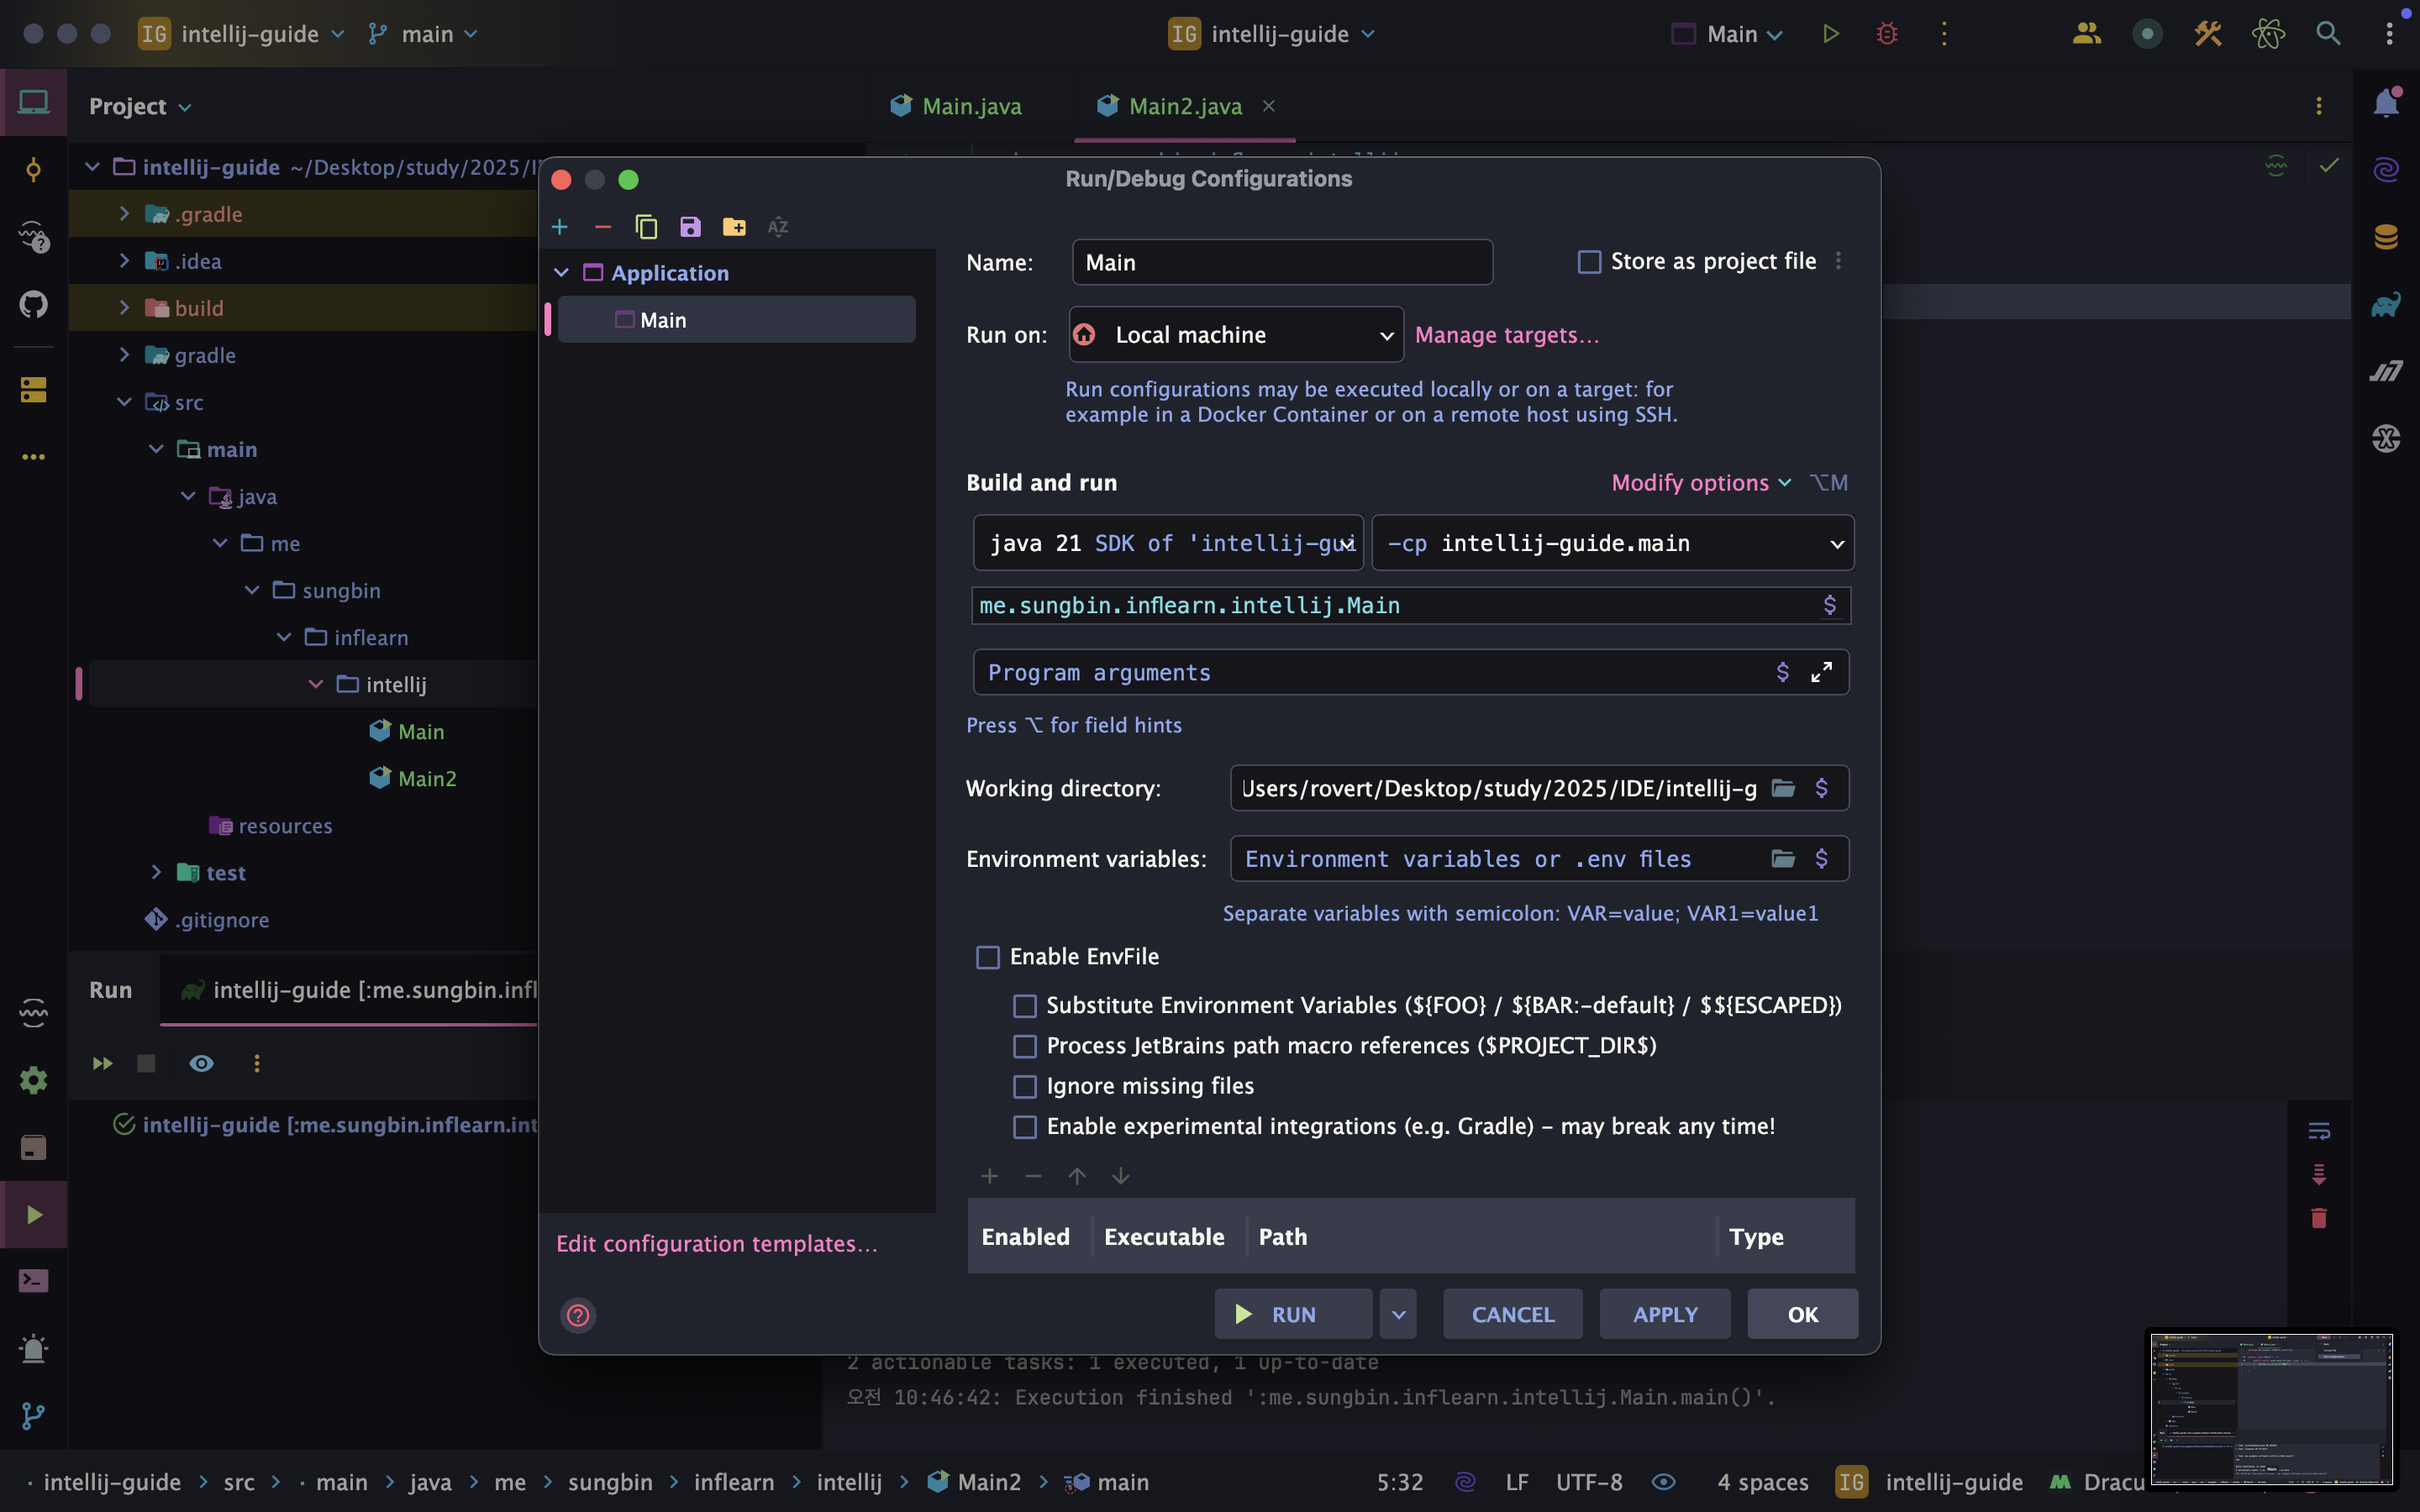 IG intellij-guide main
IG intellij-guide
Main
Project
Main.java
Main2.java
intellij-guide ~/Desktop/study/2025/I
.gradle
.idea
build
gradle
src
main
java
me
sungbin
inflearn
intellij
Main
Main2
resources
test
.gitignore
Run/Debug Configurations
Application
Main
Edit configuration templates...
Name: Main
Store as project file
Run on: Local machine Manage targets...
Run configurations may be executed locally or on a target: for
example in a Docker Container or on a remote host using SSH.
Build and run
Modify options ⌥M
java 21 SDK of 'intellij-gui
-cp intellij-guide.main
me.sungbin.inflearn.intellij.Main
Program arguments
Press ⌥ for field hints
Working directory: Users/rovert/Desktop/study/2025/IDE/intellij-g
Environment variables: Environment variables or .env files
Separate variables with semicolon: VAR=value; VAR1=value1
Enable EnvFile
Substitute Environment Variables (${FOO} / ${BAR:-default} / $${ESCAPED})
Process JetBrains path macro references ($PROJECT_DIR$)
Ignore missing files
Enable experimental integrations (e.g. Gradle) - may break any time!
Enabled Executable Path Type
RUN CANCEL APPLY OK
Run
intellij-guide [:me.sungbin.infl
intellij-guide [:me.sungbin.inflearn.int
2 actionable tasks: 1 executed, 1 up-to-date
오전 10:46:42: Execution finished ':me.sungbin.inflearn.intellij.Main.main()'.
intellij-guide > src > main > java > me > sungbin > inflearn > intellij > Main2 > main
5:32 LF UTF-8 4 spaces IG intellij-guide Dracu